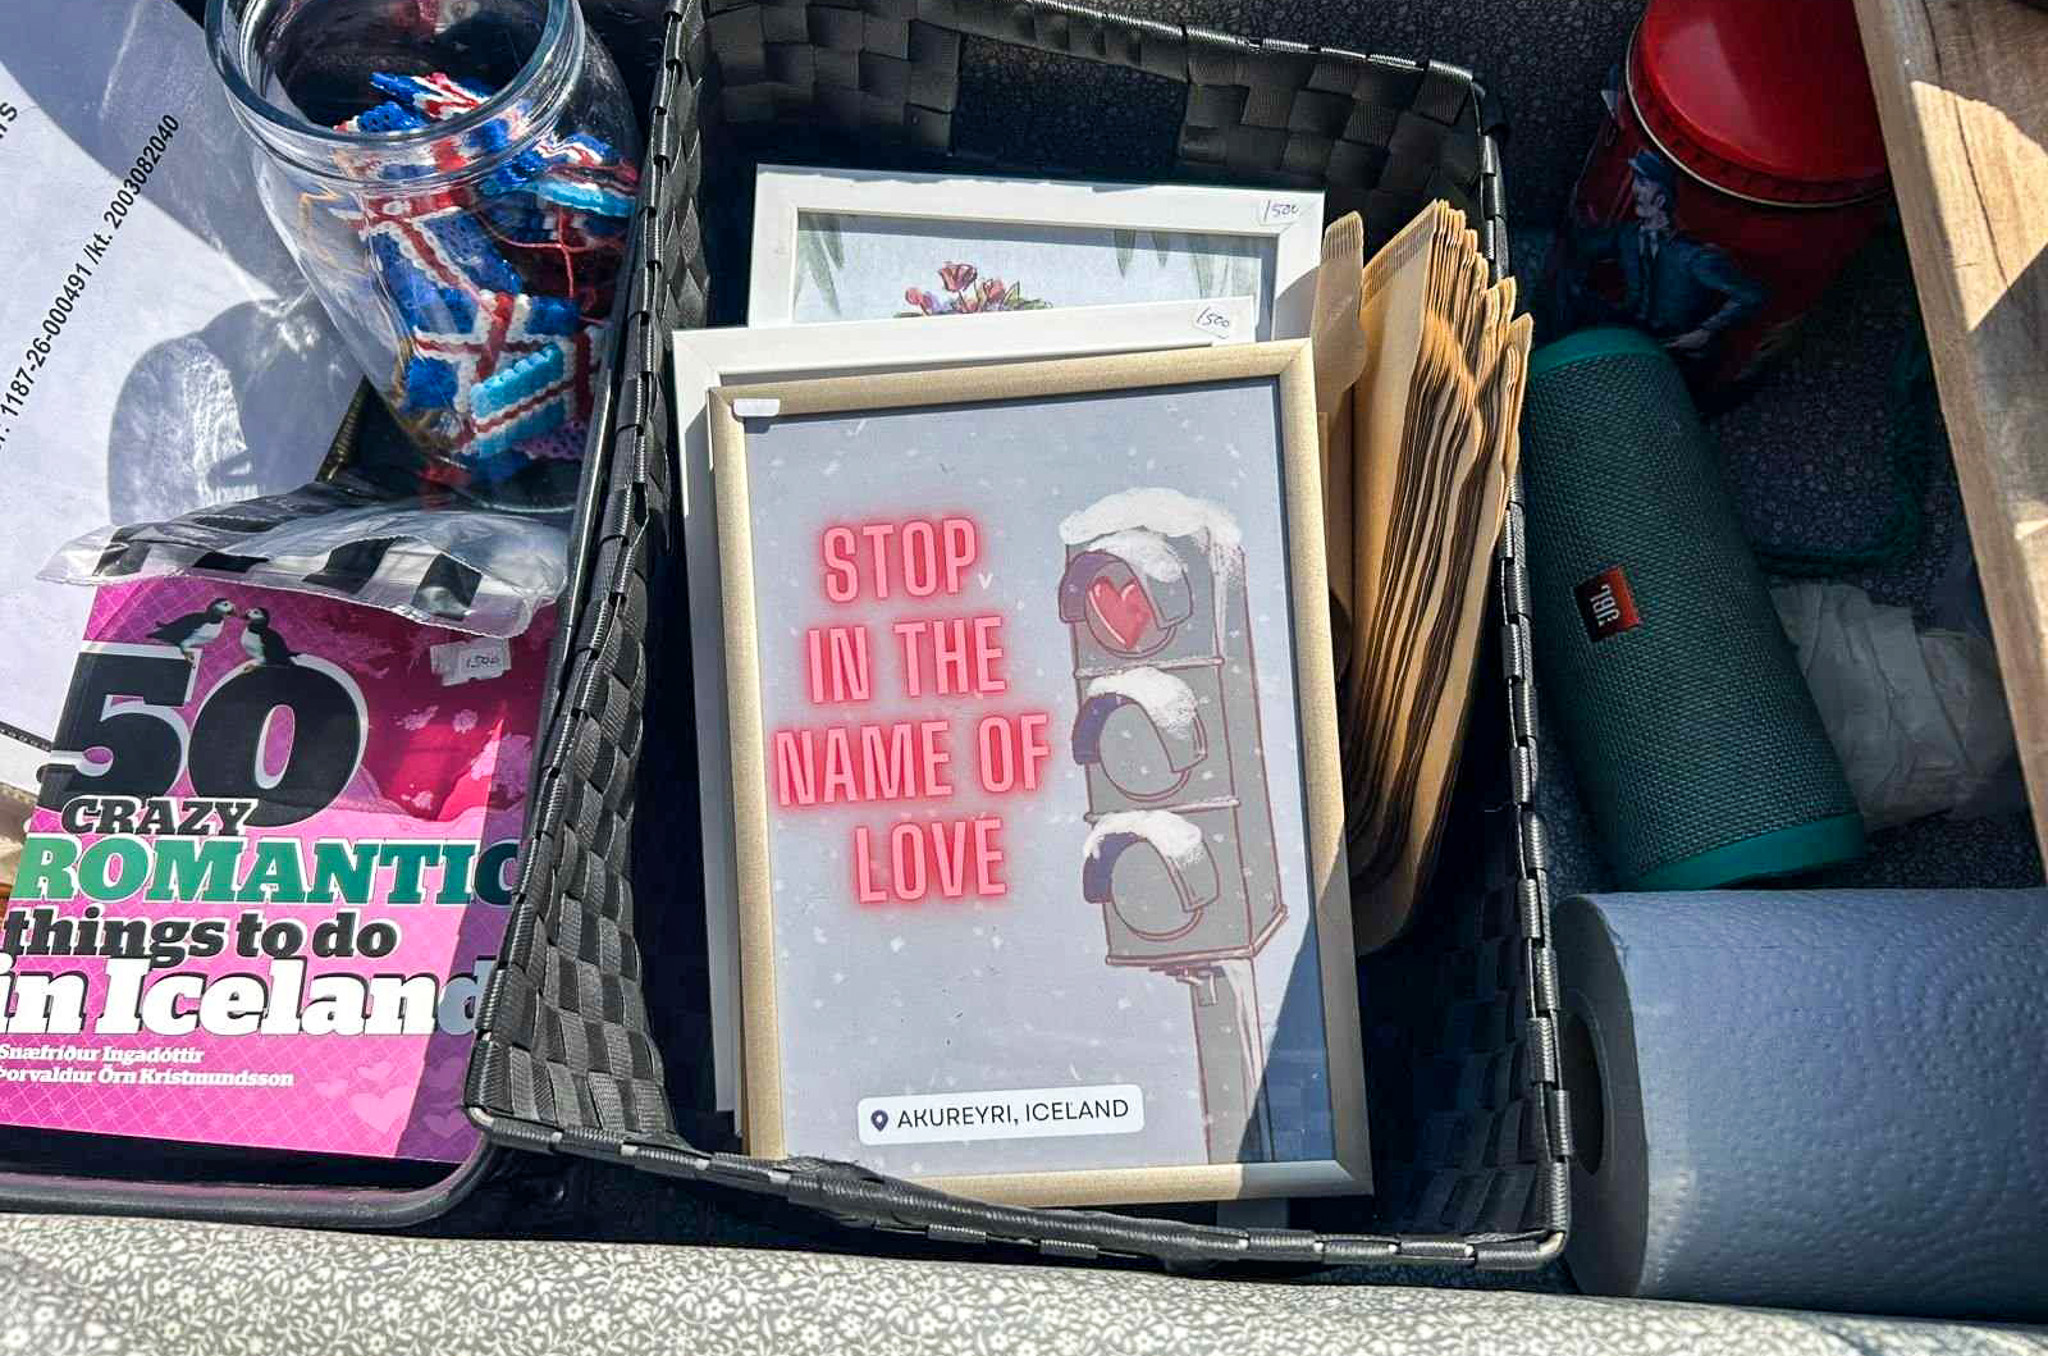 1187-26-000491 /kt. 2003082040
1500
1500
1500
50
CRAZY
ROMANTIC
things to do
in Iceland
Snæfríður Ingadóttir
Þorvaldur Örn Kristmundsson
STOP
IN THE
NAME OF
LOVE
AKUREYRI, ICELAND
JBL